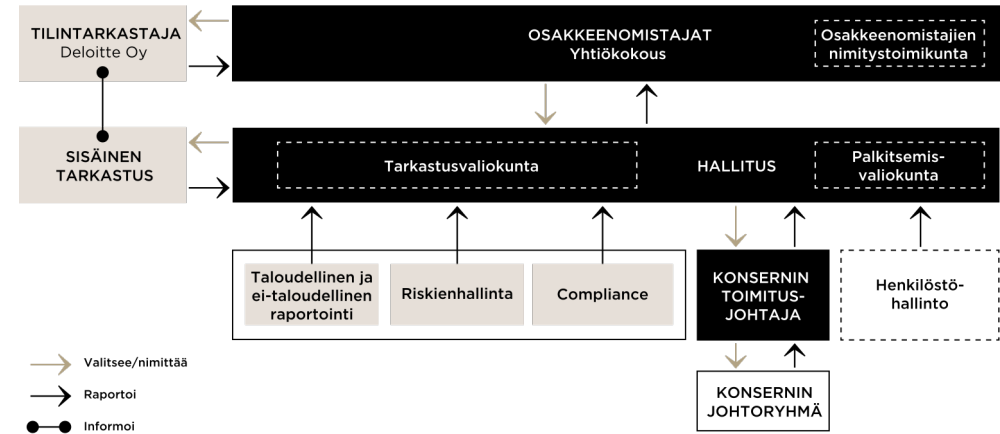 TILINTARKASTAJA
Deloitte Oy
OSAKKEENOMISTAJAT
Yhtiökokous
Osakkeenomistajien
nimitystoimikunta
SISÄINEN
TARKASTUS
Tarkastusvaliokunta
HALLITUS
Palkitsemis-
valiokunta
Taloudellinen ja
ei-taloudellinen
raportointi
Riskienhallinta
Compliance
KONSERNIN
TOIMITUS-
JOHTAJA
Henkilöstö-
hallinto
KONSERNIN
JOHTORYHMÄ
Valitsee/nimittää
Raportoi
Informoi